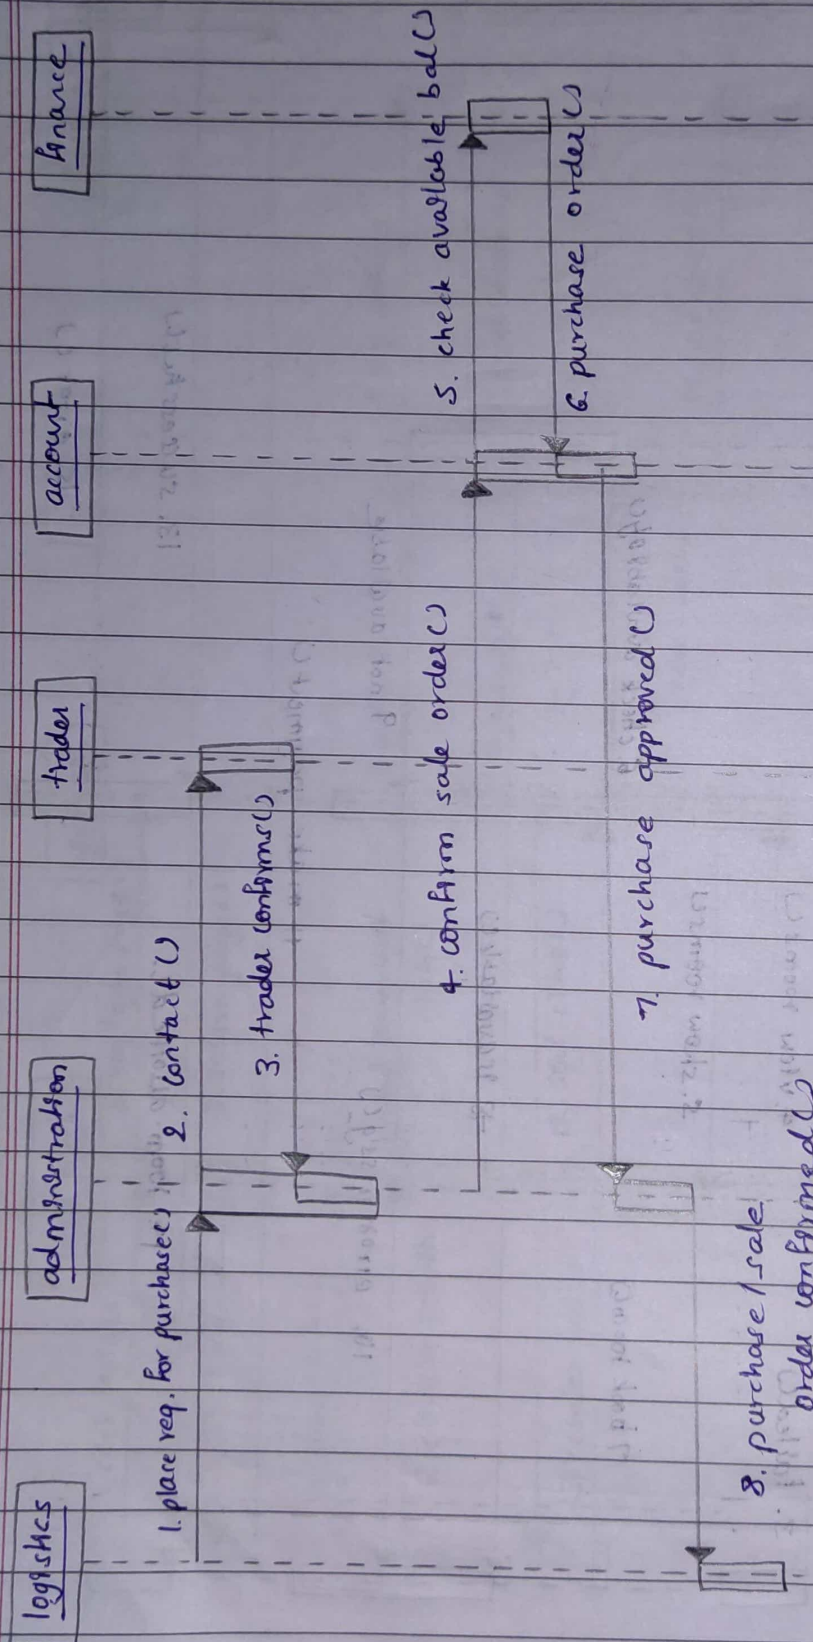 logistics
administration
trader
account
finance
1. place req. for purchase()
2. contact ()
3. trader confirms()
4. confirm sale order()
5. check available bal()
6. purchase order()
7. purchase approved()
8. purchase / sale
order confirmed()